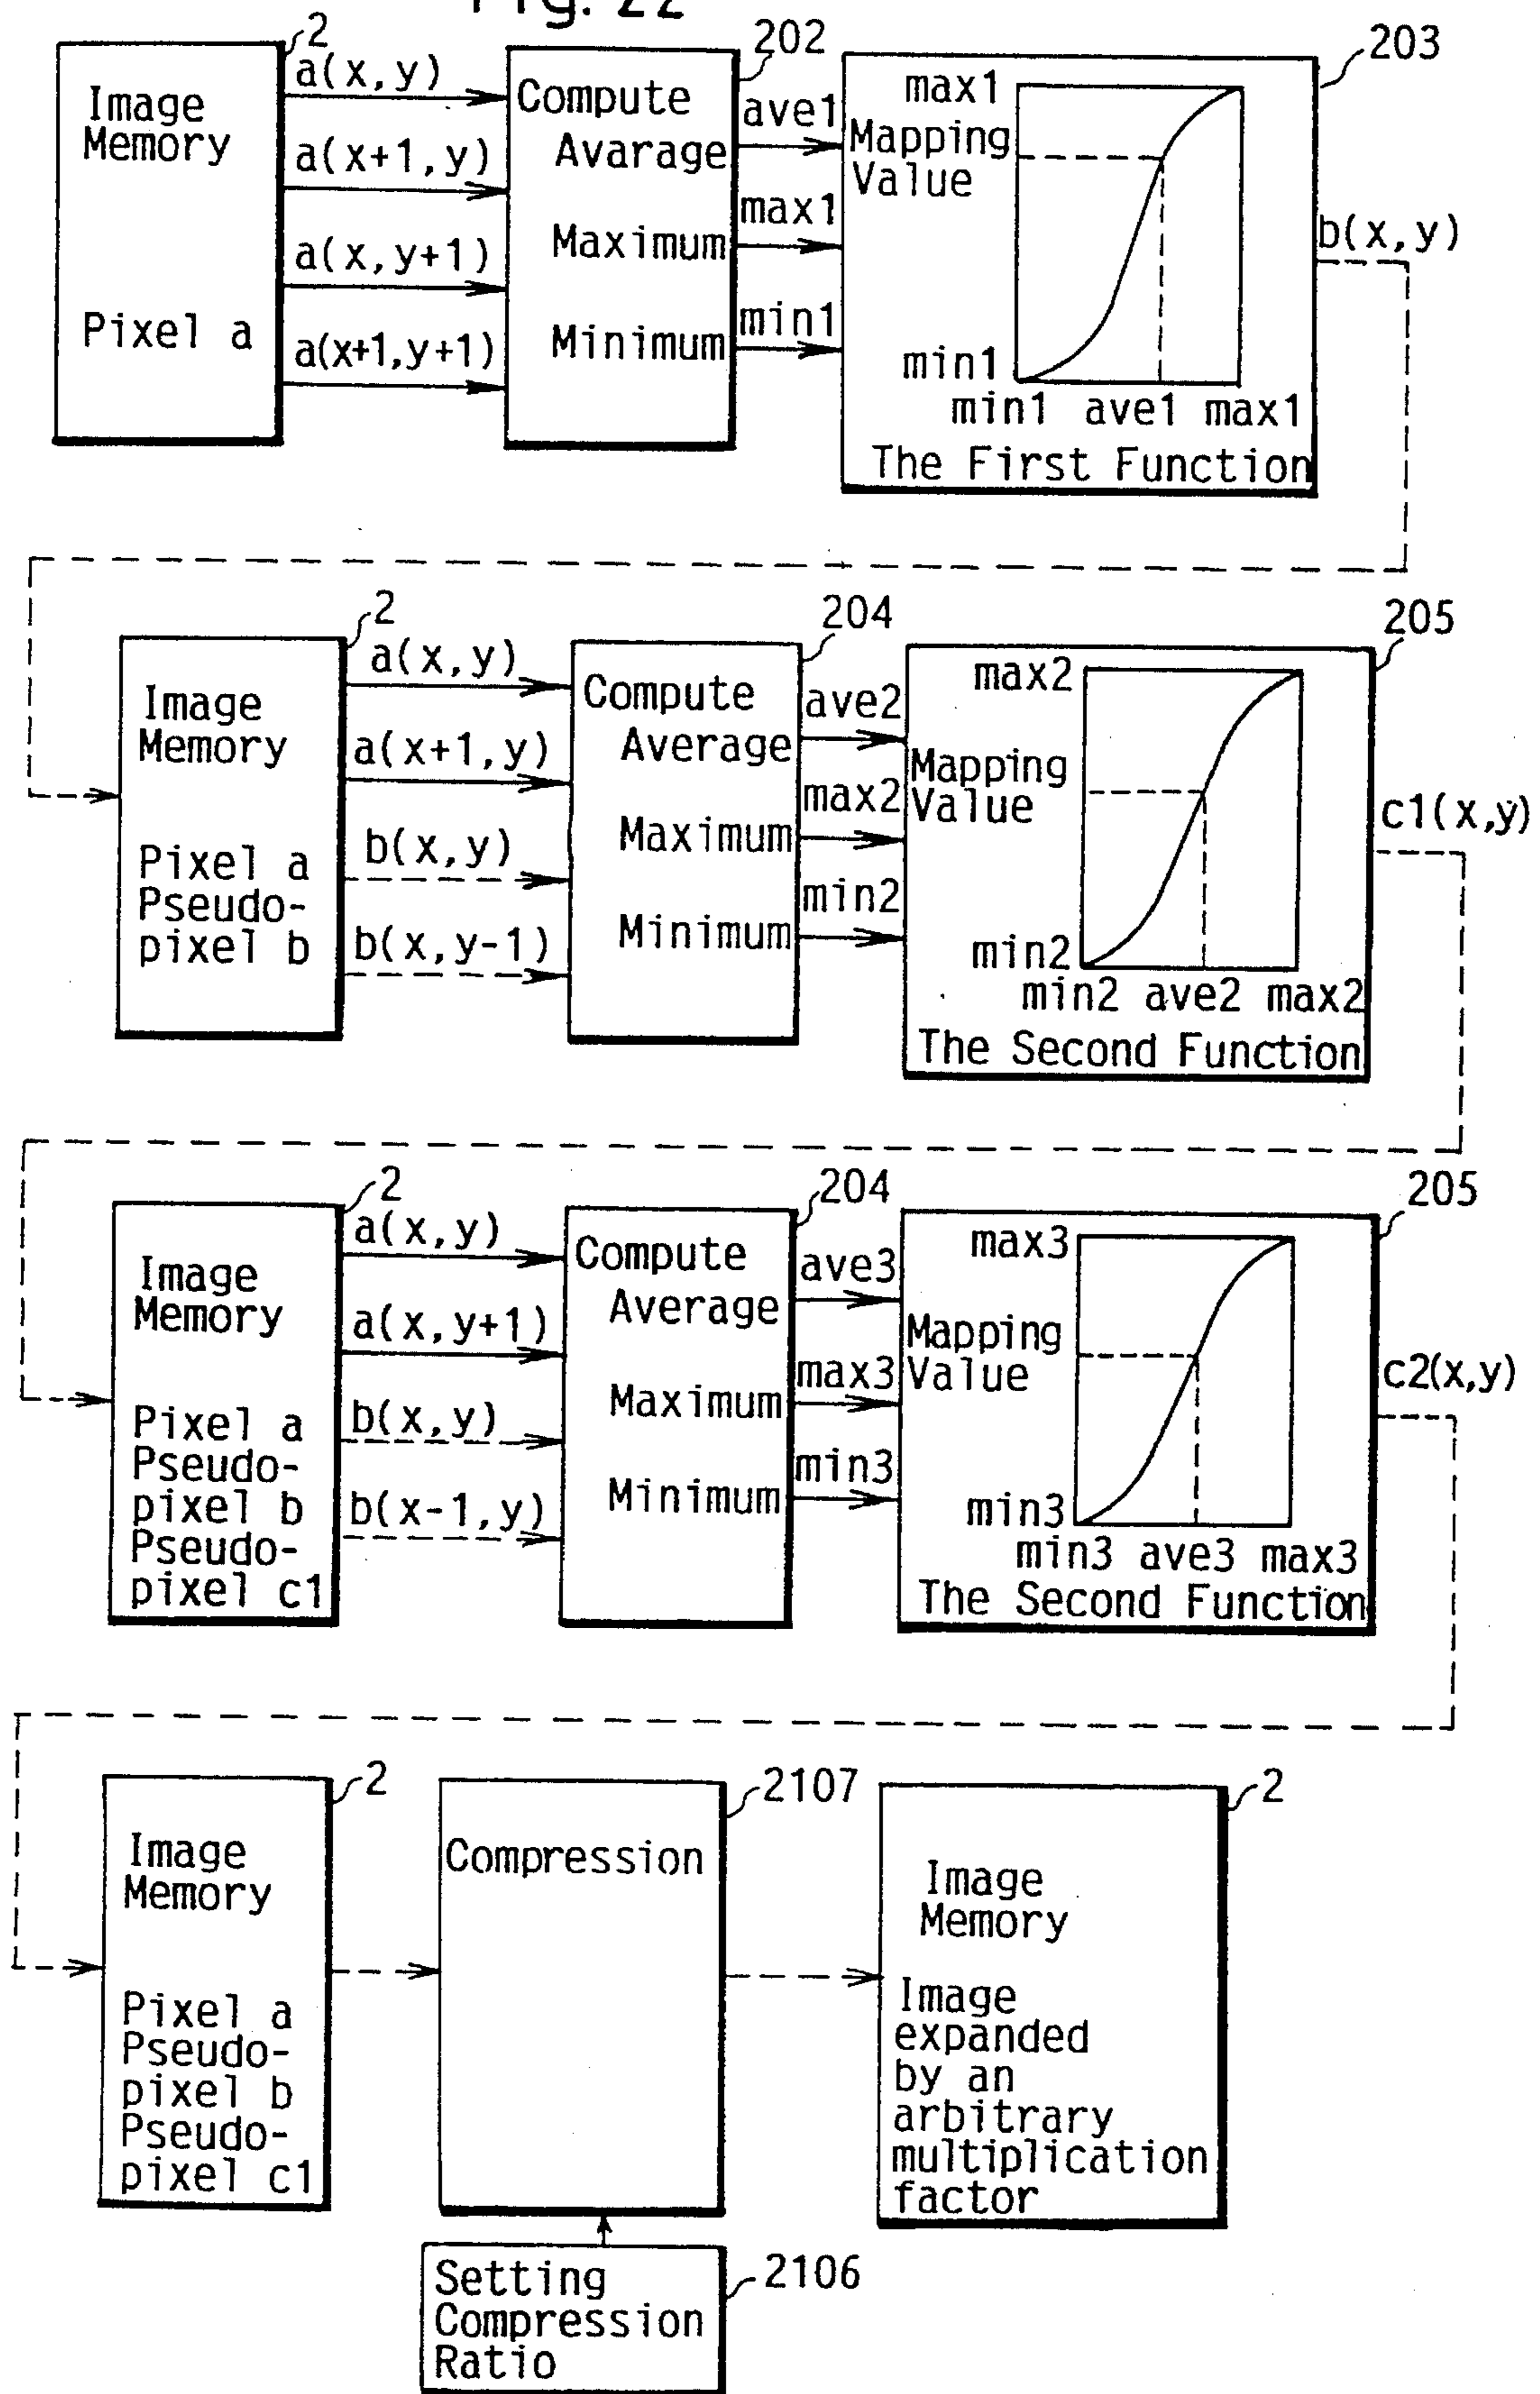 Fig. 22
2
202
203
Image
Memory
Pixel a
a(x,y)
a(x+1,y)
a(x,y+1)
a(x+1,y+1)
Compute
Avarage
Maximum
Minimum
ave1
max1
min1
max1
Mapping
Value
min1
min1 ave1 max1
The First Function
b(x,y)
2
204
205
Image
Memory
Pixel a
Pseudo-
pixel b
a(x,y)
a(x+1,y)
b(x,y)
b(x,y-1)
Compute
Average
Maximum
Minimum
ave2
max2
min2
max2
Mapping
Value
min2
min2 ave2 max2
The Second Function
c1(x,y)
2
204
205
Image
Memory
Pixel a
Pseudo-
pixel b
Pseudo-
pixel c1
a(x,y)
a(x,y+1)
b(x,y)
b(x-1,y)
Compute
Average
Maximum
Minimum
ave3
max3
min3
max3
Mapping
Value
min3
min3 ave3 max3
The Second Function
c2(x,y)
2
2107
2
Image
Memory
Pixel a
Pseudo-
pixel b
Pseudo-
pixel c1
Compression
Image
Memory
Image
expanded
by an
arbitrary
multiplication
factor
Setting
Compression
Ratio
2106